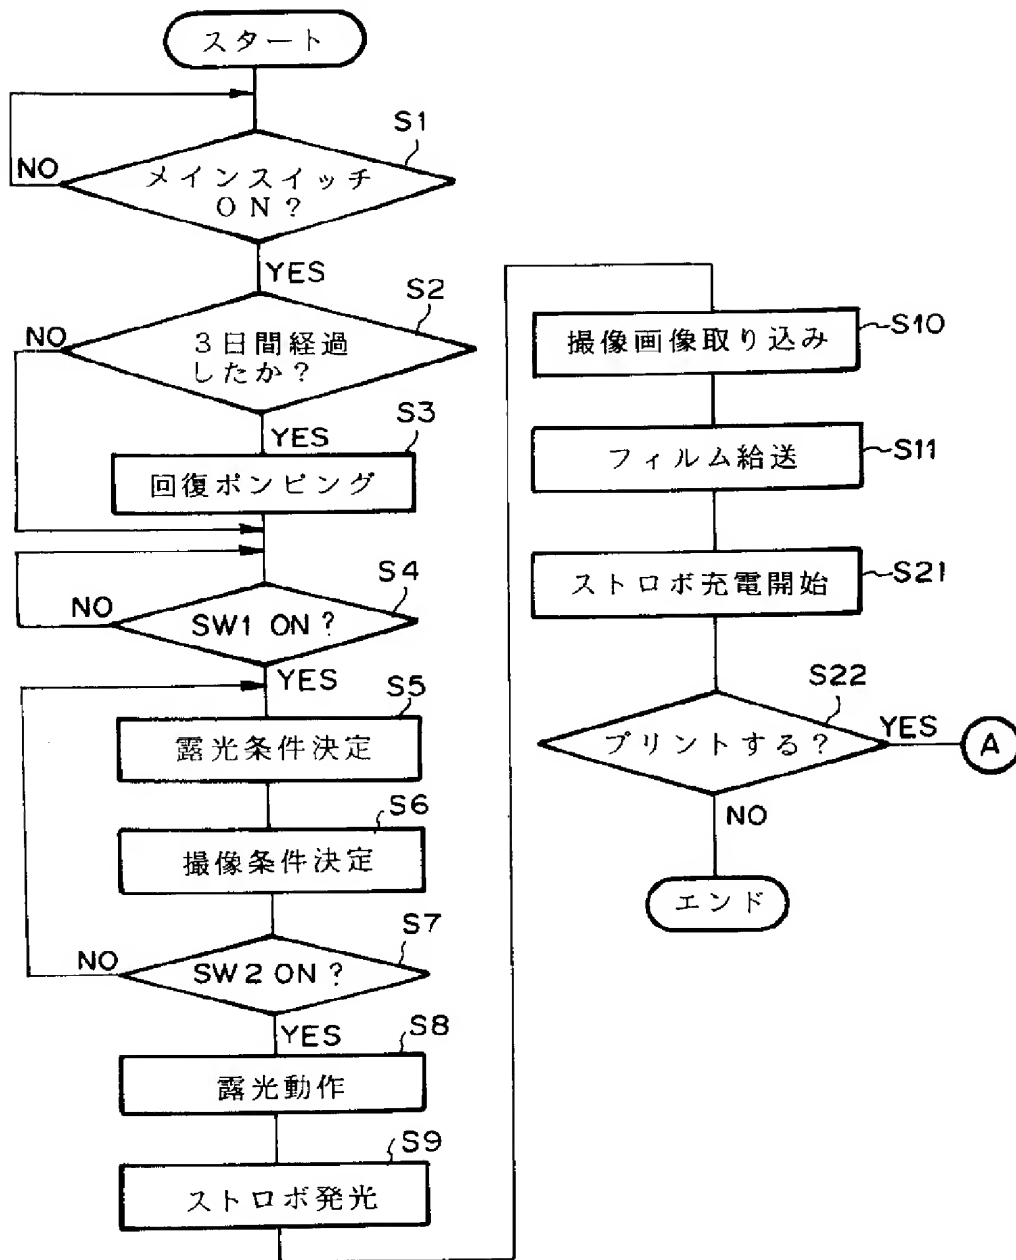 スタート
S1
NO
メインスイッチ
ON?
YES
S2
NO
3日間経過
したか?
YES
S3
回復ポンピング
S4
NO
SW1 ON?
YES
S5
露光条件決定
S6
撮像条件決定
S7
NO
SW2 ON?
YES
S8
露光動作
S9
ストロボ発光
撮像画像取り込み
S10
フィルム給送
S11
ストロボ充電開始
S21
S22
プリントする?
YES
A
NO
エンド